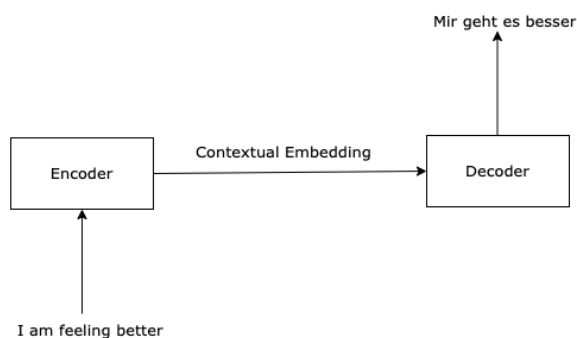 Mir geht es besser
Contextual Embedding
Encoder
Decoder
I am feeling better